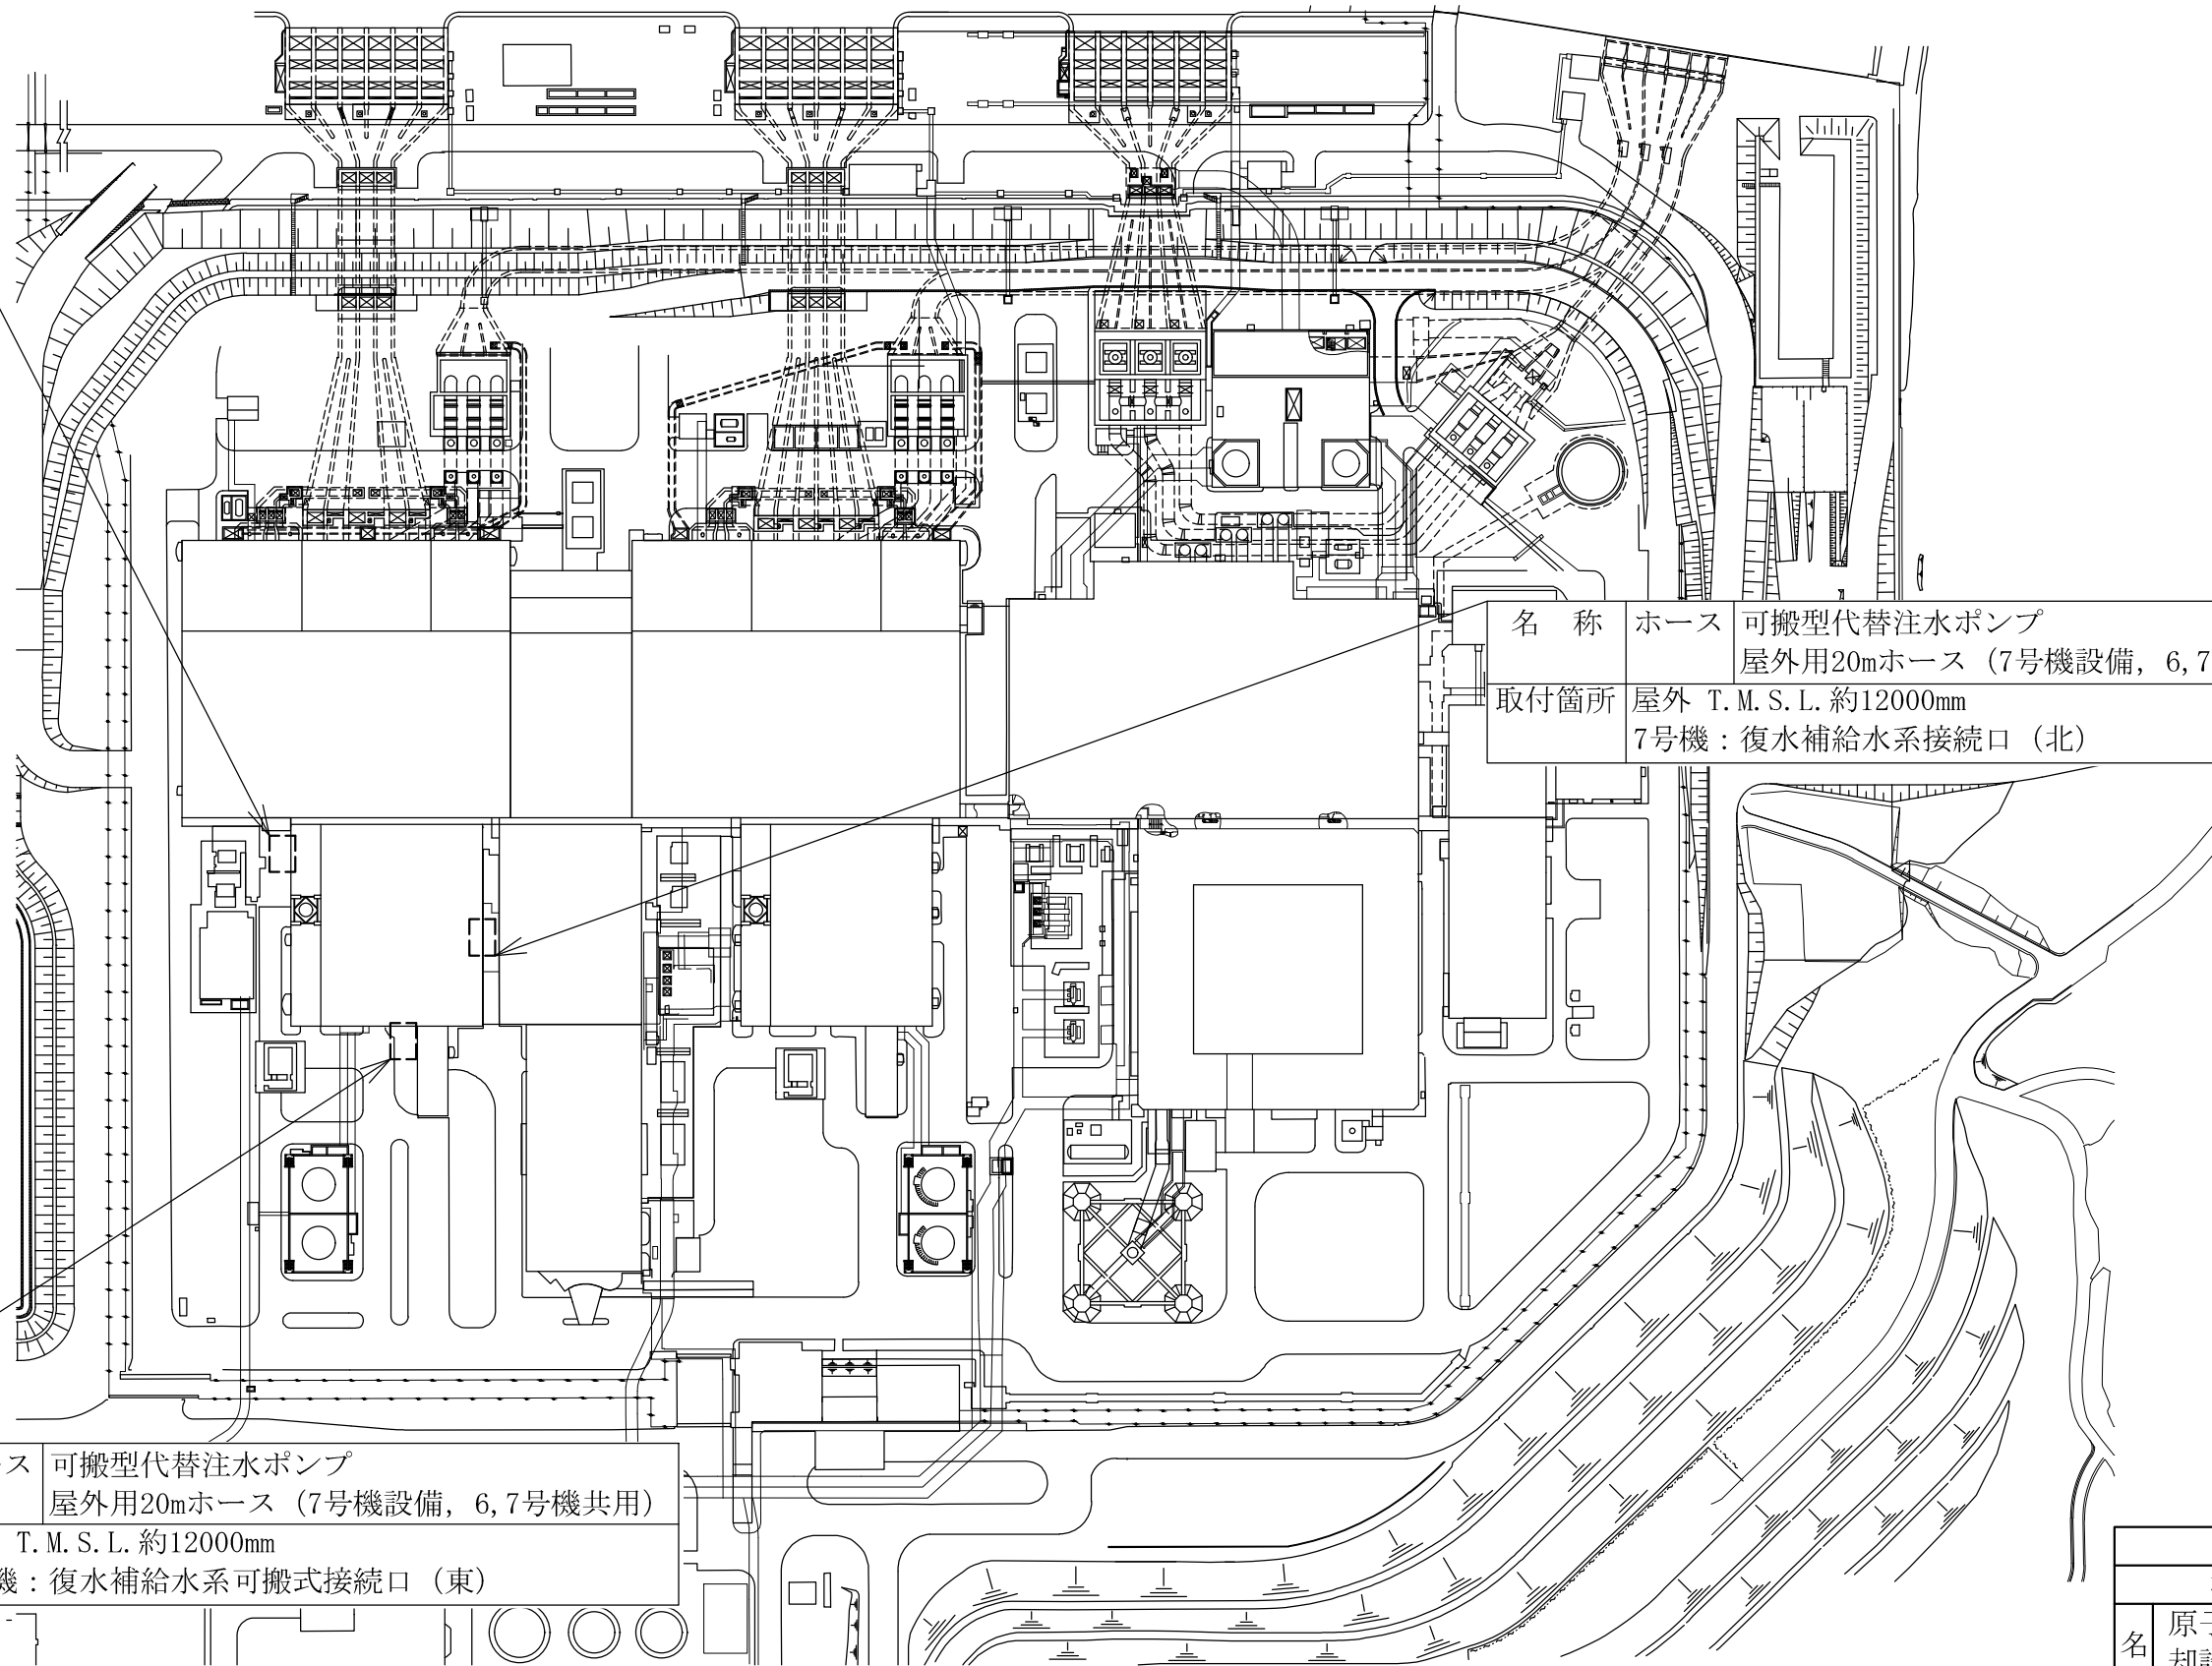 名 称 ホース 可搬型代替注水ポンプ
屋外用20mホース (7号機設備, 6,7
取付箇所 屋外 T.M.S.L.約12000mm
7号機：復水補給水系接続口 (北)
ス 可搬型代替注水ポンプ
屋外用20mホース (7号機設備, 6,7号機共用)
T.M.S.L.約12000mm
機：復水補給水系可搬式接続口 (東)
名 原子
却